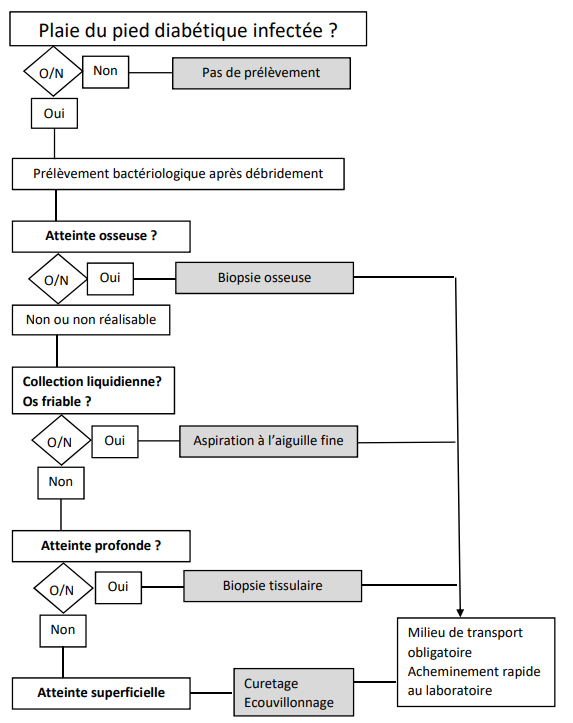 Plaie du pied diabétique infectée ?
O/N
Non
Pas de prélèvement
Oui
Prélèvement bactériologique après débridement
Atteinte osseuse ?
O/N
Oui
Biopsie osseuse
Non ou non réalisable
Collection liquidienne?
Os friable ?
O/N
Oui
Aspiration à l’aiguille fine
Non
Atteinte profonde ?
O/N
Oui
Biopsie tissulaire
Non
Atteinte superficielle
Curetage
Ecouvillonnage
Milieu de transport
obligatoire
Acheminement rapide
au laboratoire